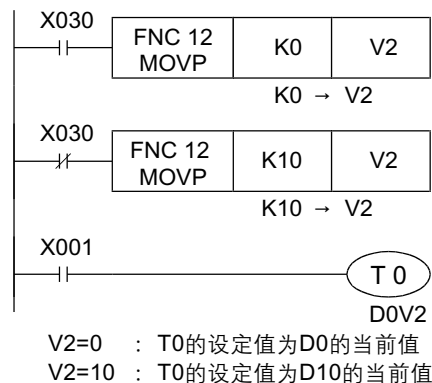 X030
FNC 12
MOVP K0 V2
K0 → V2
X030
FNC 12
MOVP K10 V2
K10 → V2
X001
T 0
D0V2
V2=0 : T0的设定值为D0的当前值
V2=10 : T0的设定值为D10的当前值